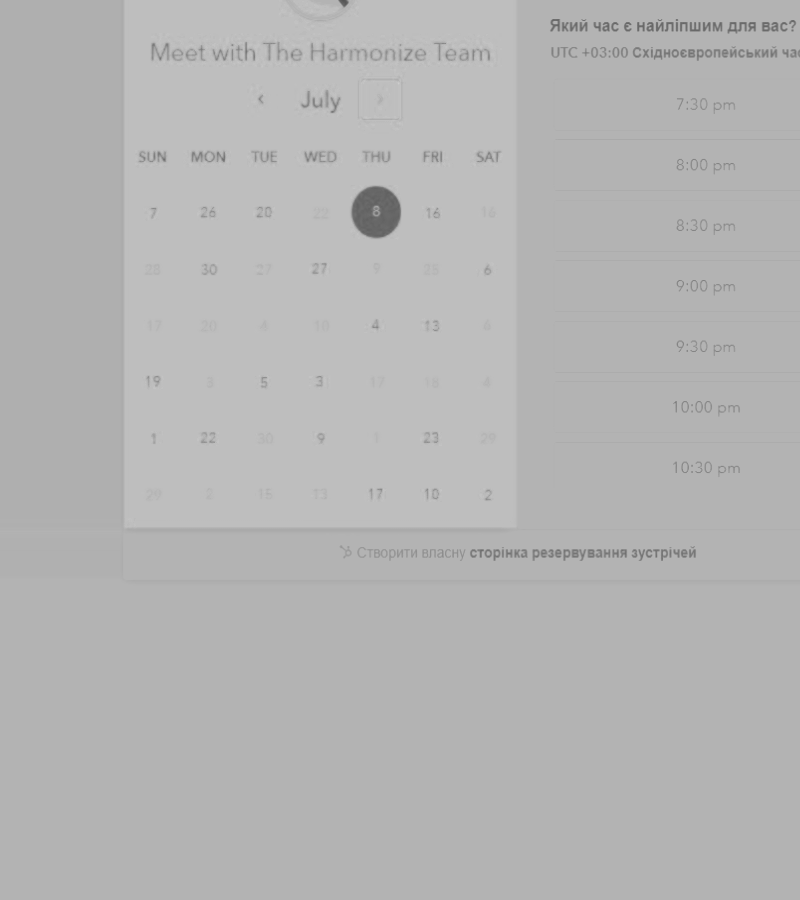 Meet with The Harmonize Team
‹ July ›
SUN MON TUE WED THU FRI SAT
7 26 20 22 8 16 16
28 30 27 27 9 25 6
17 20 4 10 4 13 6
19 3 5 3 17 18 4
1 22 30 9 1 23 29
29 2 15 13 17 10 2
Який час є найліпшим для вас?
UTC +03:00 Східноєвропейський
7:30 pm
8:00 pm
8:30 pm
9:00 pm
9:30 pm
10:00 pm
10:30 pm
Створити власну сторінка резервування зустрічей